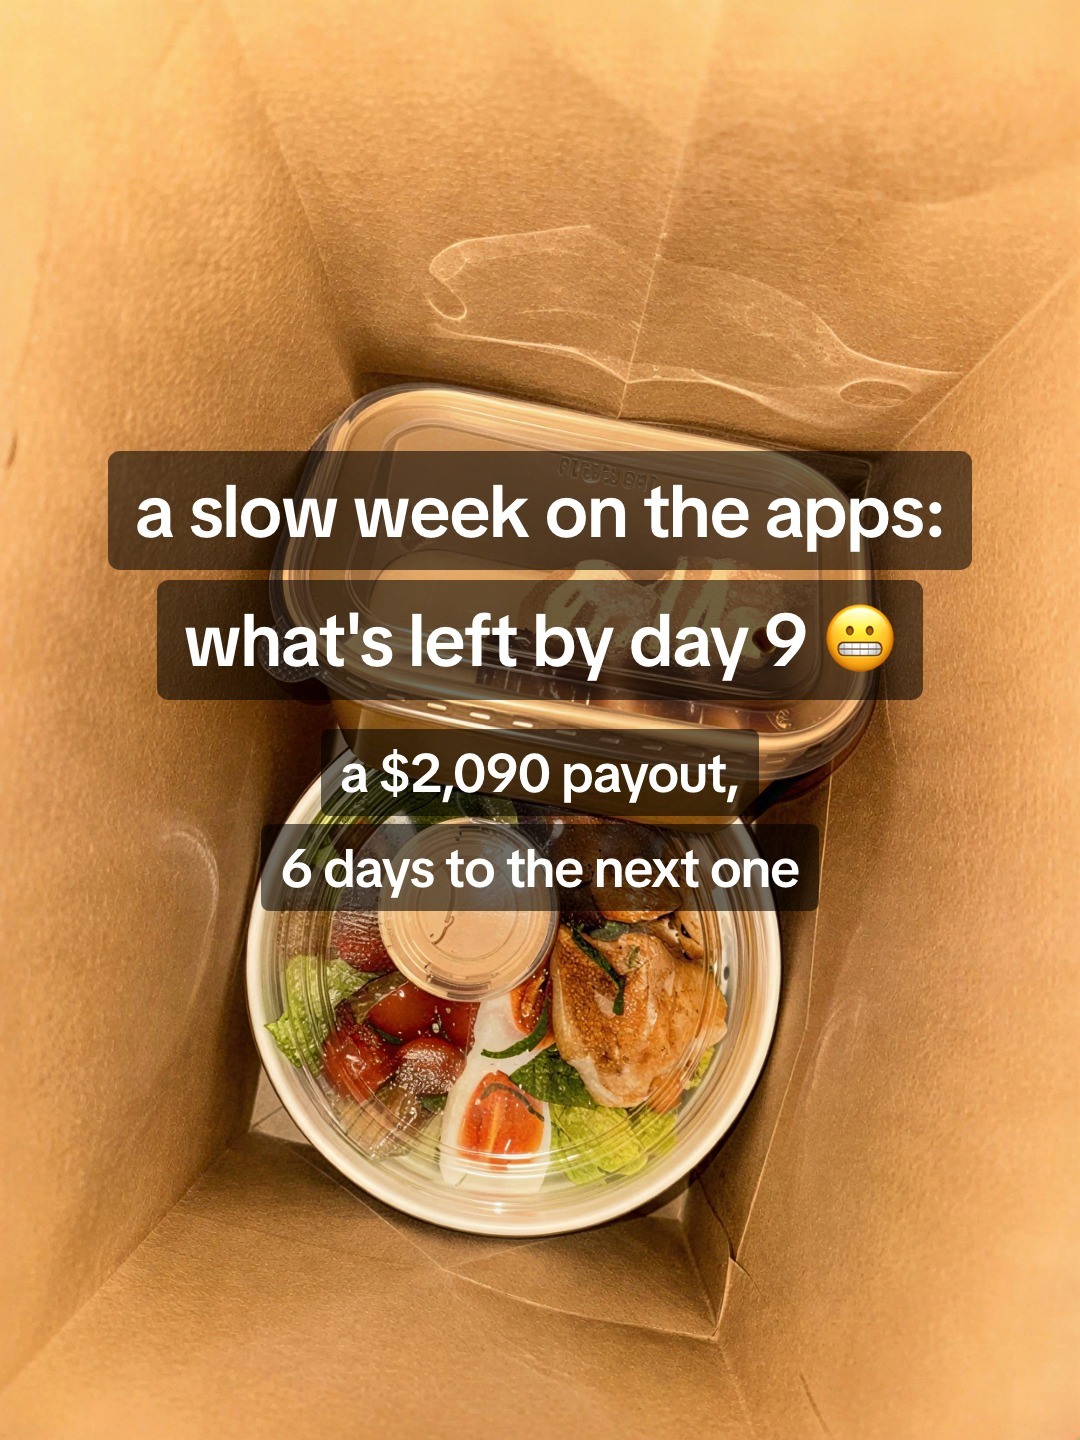 a slow week on the apps:
what's left by day 9 😬
a $2,090 payout,
6 days to the next one